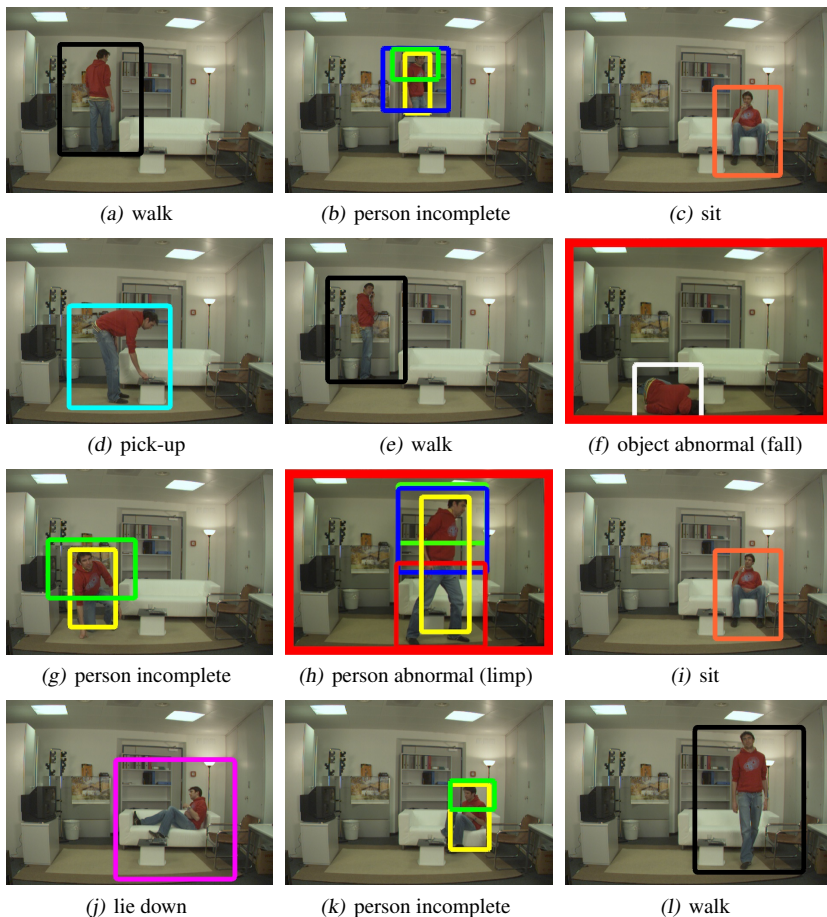 (a) walk
(b) person incomplete
(c) sit
(d) pick-up
(e) walk
(f) object abnormal (fall)
(g) person incomplete
(h) person abnormal (limp)
(i) sit
(j) lie down
(k) person incomplete
(l) walk